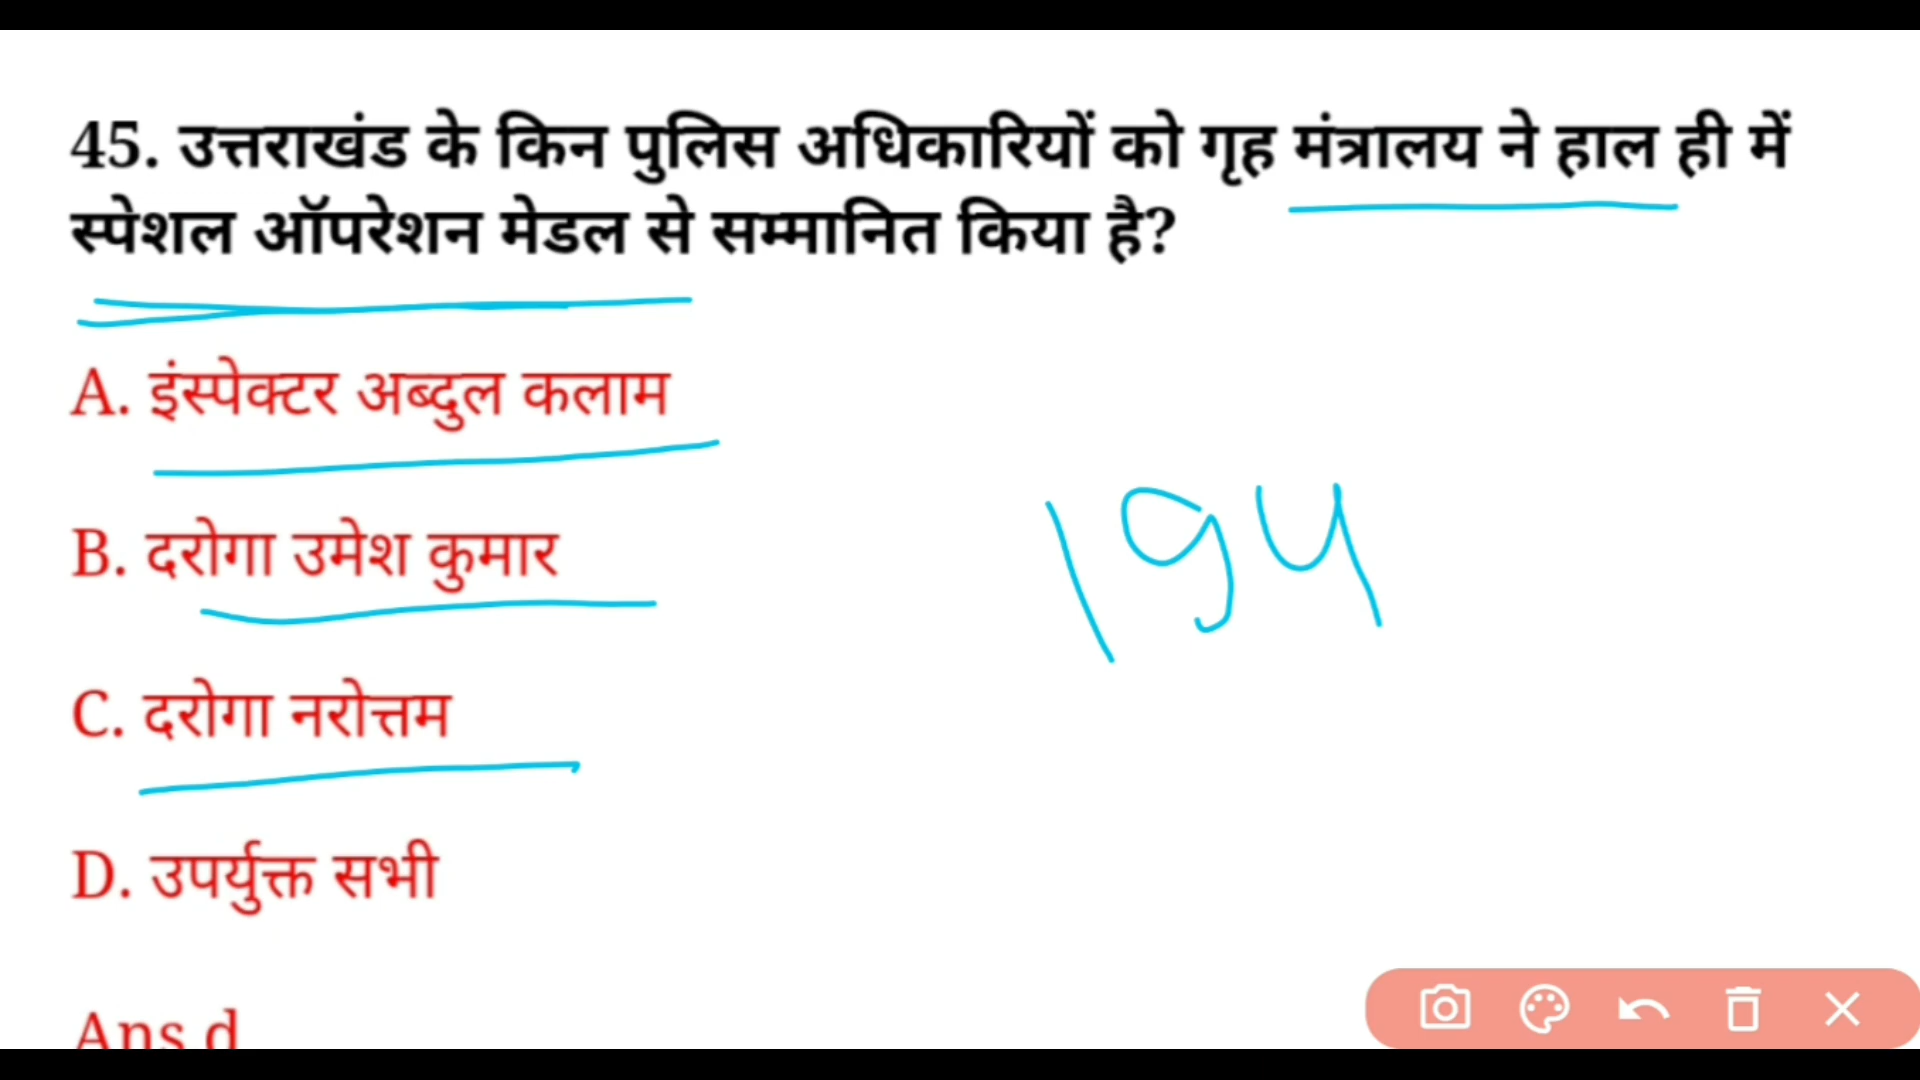 45. उत्तराखंड के किन पुलिस अधिकारियों को गृह मंत्रालय ने हाल ही में
स्पेशल ऑपरेशन मेडल से सम्मानित किया है?
A. इंस्पेक्टर अब्दुल कलाम
B. दरोगा उमेश कुमार
194
C. दरोगा नरोत्तम
D. उपर्युक्त सभी
Ans d